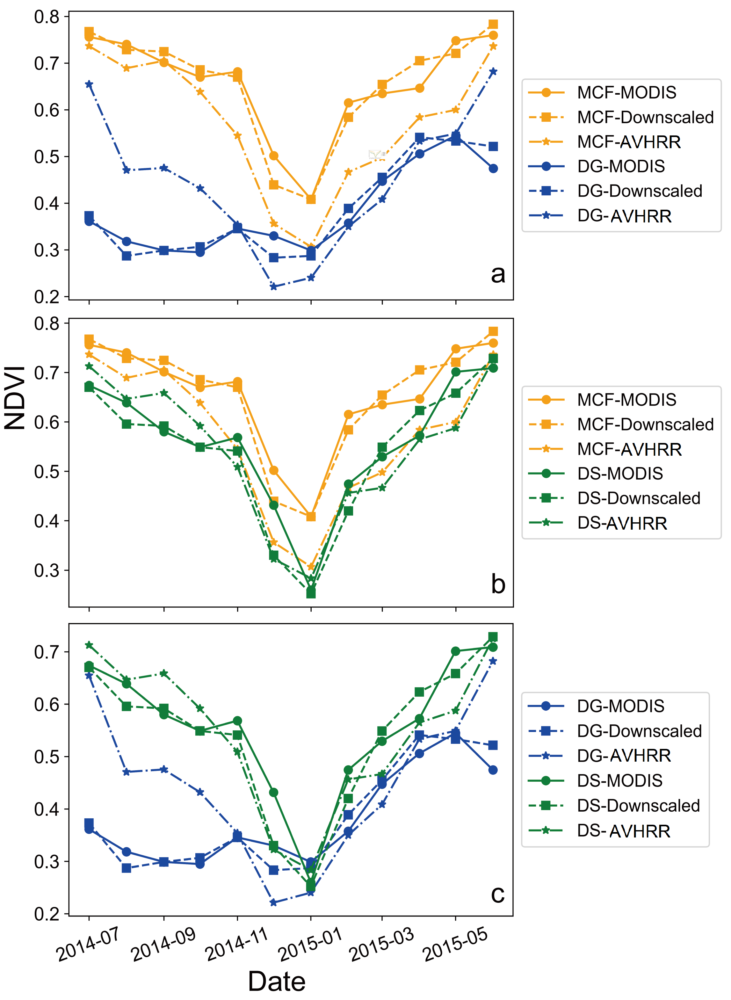 0.8
0.7
0.6
0.5
0.4
0.3
0.2
a
MCF-MODIS
MCF-Downscaled
MCF-AVHRR
DG-MODIS
DG-Downscaled
DG-AVHRR
NDVI
0.8
0.7
0.6
0.5
0.4
0.3
b
MCF-MODIS
MCF-Downscaled
MCF-AVHRR
DS-MODIS
DS-Downscaled
DS-AVHRR
0.7
0.6
0.5
0.4
0.3
0.2
c
DG-MODIS
DG-Downscaled
DG-AVHRR
DS-MODIS
DS-Downscaled
DS-AVHRR
2014-07 2014-09 2014-11 2015-01 2015-03 2015-05
Date